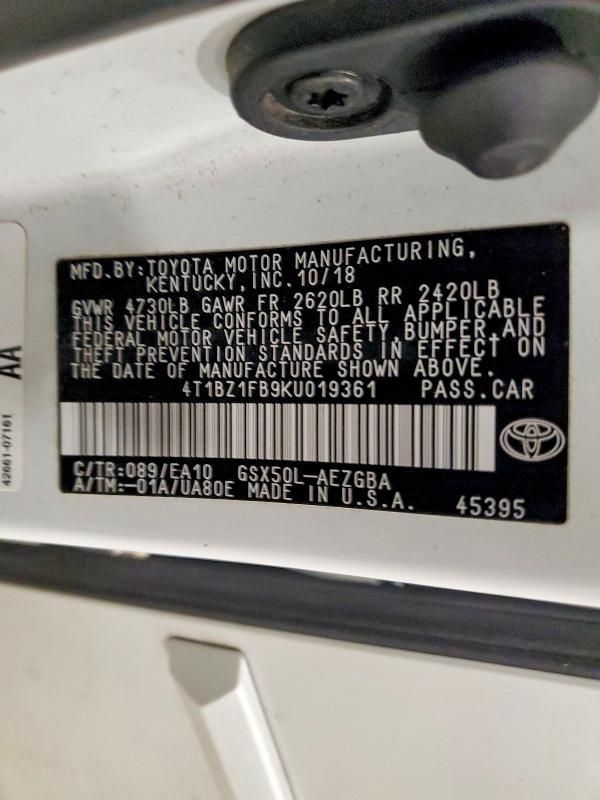 MFD.BY:TOYOTA MOTOR MANUFACTURING,
KENTUCKY,INC.10/18
GVWR 4730LB GAWR FR 2620LB RR 2420LB
THIS VEHICLE CONFORMS TO ALL APPLICABLE
FEDERAL MOTOR VEHICLE SAFETY,BUMPER,AND
THEFT PREVENTION STANDARDS IN EFFECT ON
THE DATE OF MANUFACTURE SHOWN ABOVE.
4T1BZ1FB9KU019361 PASS.CAR
C/TR:089/EA10 GSX50L-AEZGBA
A/TM:-01A/UA80E MADE IN U.S.A. 45395
AA
42661-07161